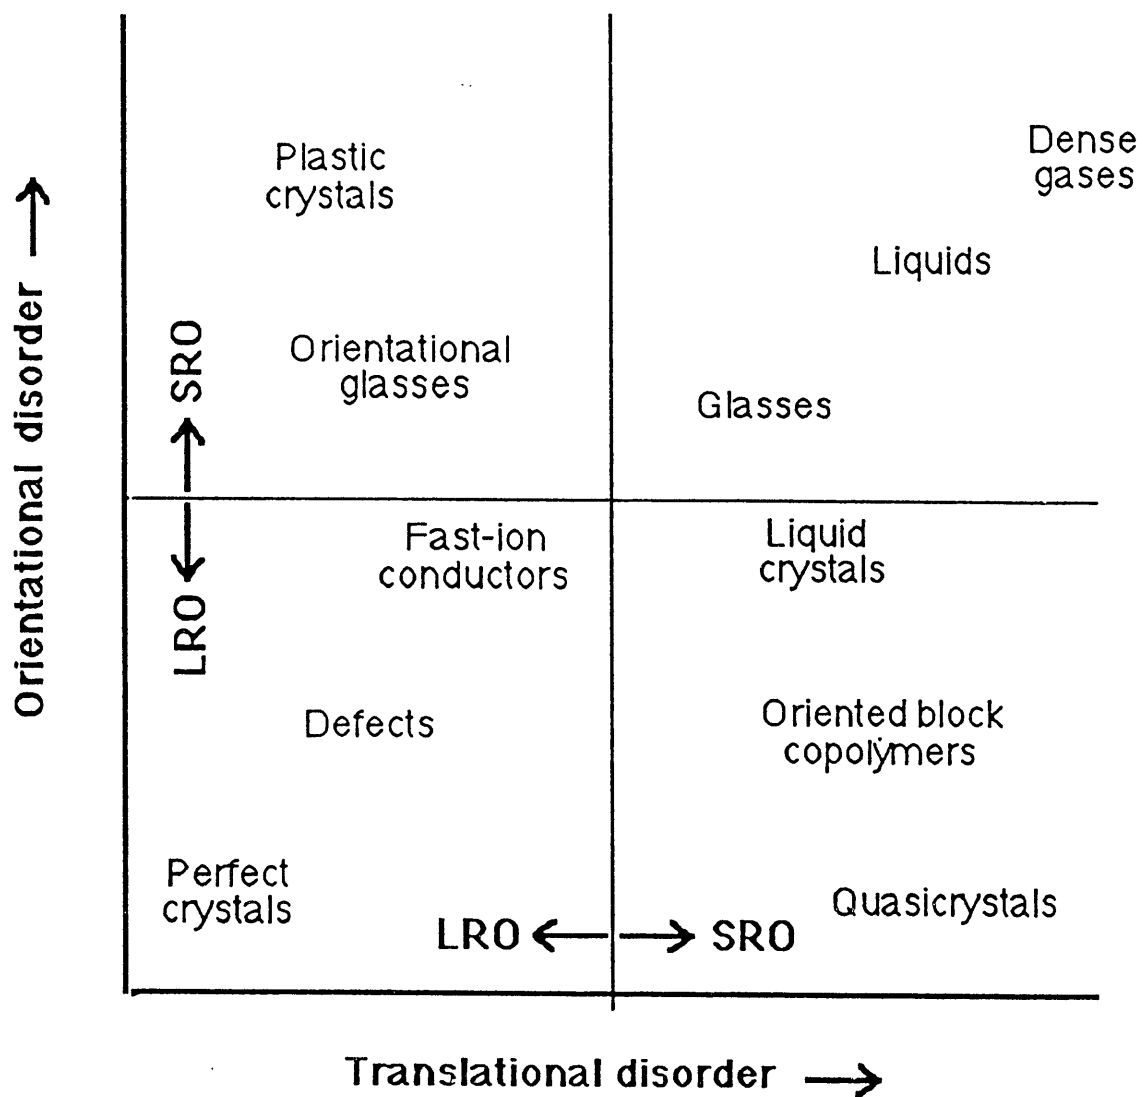 Plastic
crystals
Dense
gases
Liquids
Orientational
glasses
Glasses
SRO
LRO
Orientational disorder
Fast-ion
conductors
Liquid
crystals
Defects
Oriented block
copolymers
Perfect
crystals
Quasicrystals
LRO
SRO
Translational disorder